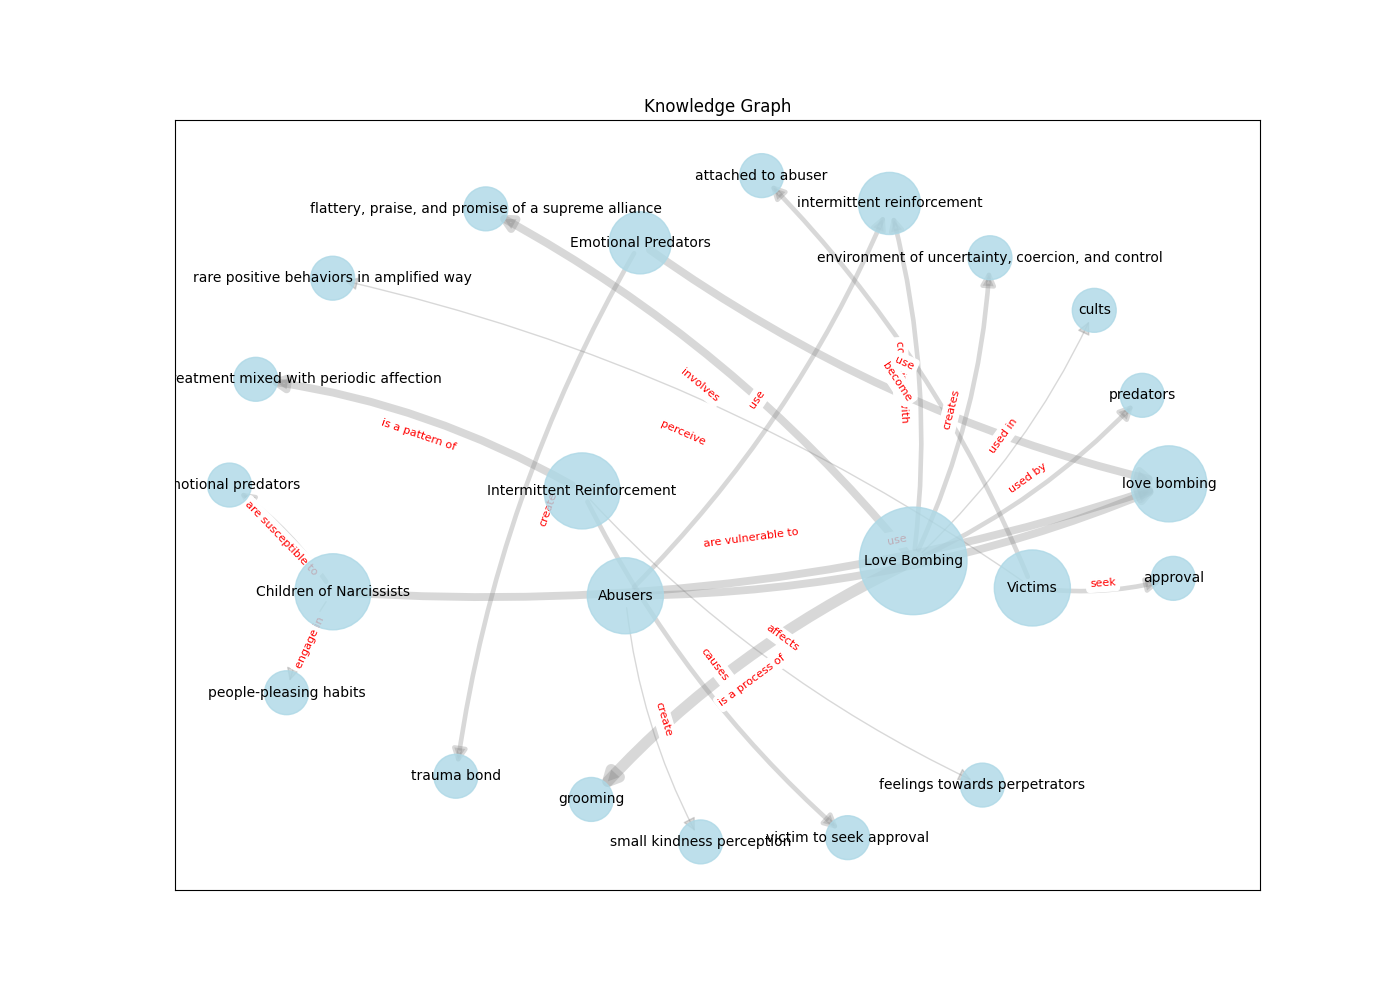 Knowledge Graph
attached to abuser
flattery, praise, and promise of a supreme alliance
intermittent reinforcement
Emotional Predators
environment of uncertainty, coercion, and control
rare positive behaviors in amplified way
cults
use
involves
become
eatment mixed with periodic affection
use
predators
creates
is a pattern of
perceive
used in
used by
love bombing
notional predators
Intermittent Reinforcement
create
are susceptible to
are vulnerable to
use
Love Bombing
Children of Narcissists
Abusers
Victims
seek
approval
engage in
affects
causes
is a process of
people-pleasing habits
create
trauma bond
grooming
feelings towards perpetrators
small kindness perception
victim to seek approval